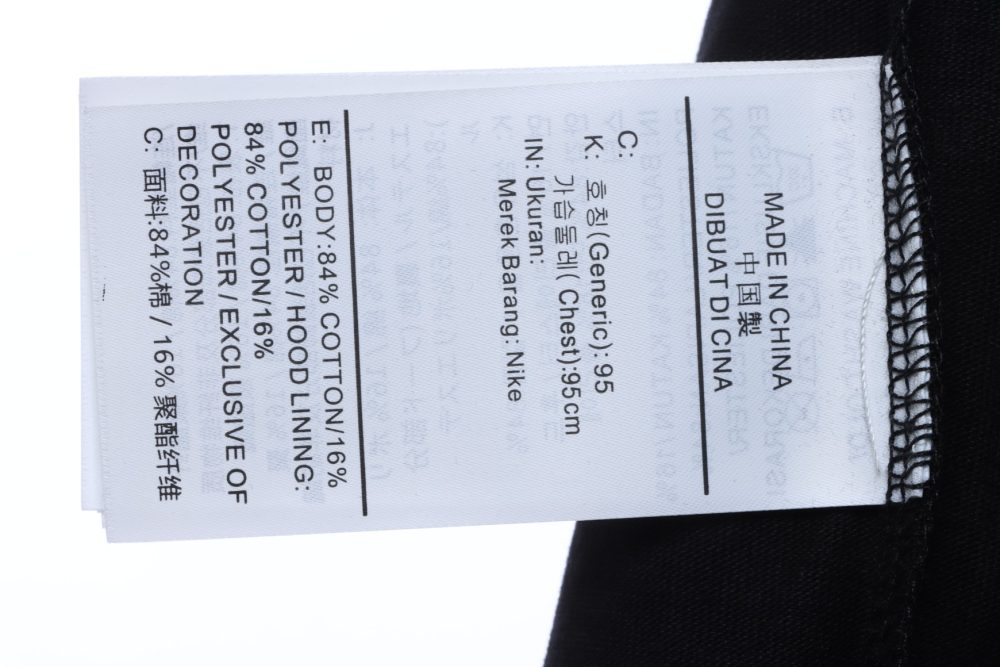 MADE IN CHINA
中国製
DIBUAT DI CINA
C:
K: 호칭(Generic): 95
가슴둘레( Chest):95cm
IN: Ukuran:
Merek Barang: Nike
E: BODY:84% COTTON/16%
POLYESTER / HOOD LINING:
84% COTTON/16%
POLYESTER / EXCLUSIVE OF
DECORATION
C: 面料:84%棉 / 16% 聚酯纤维